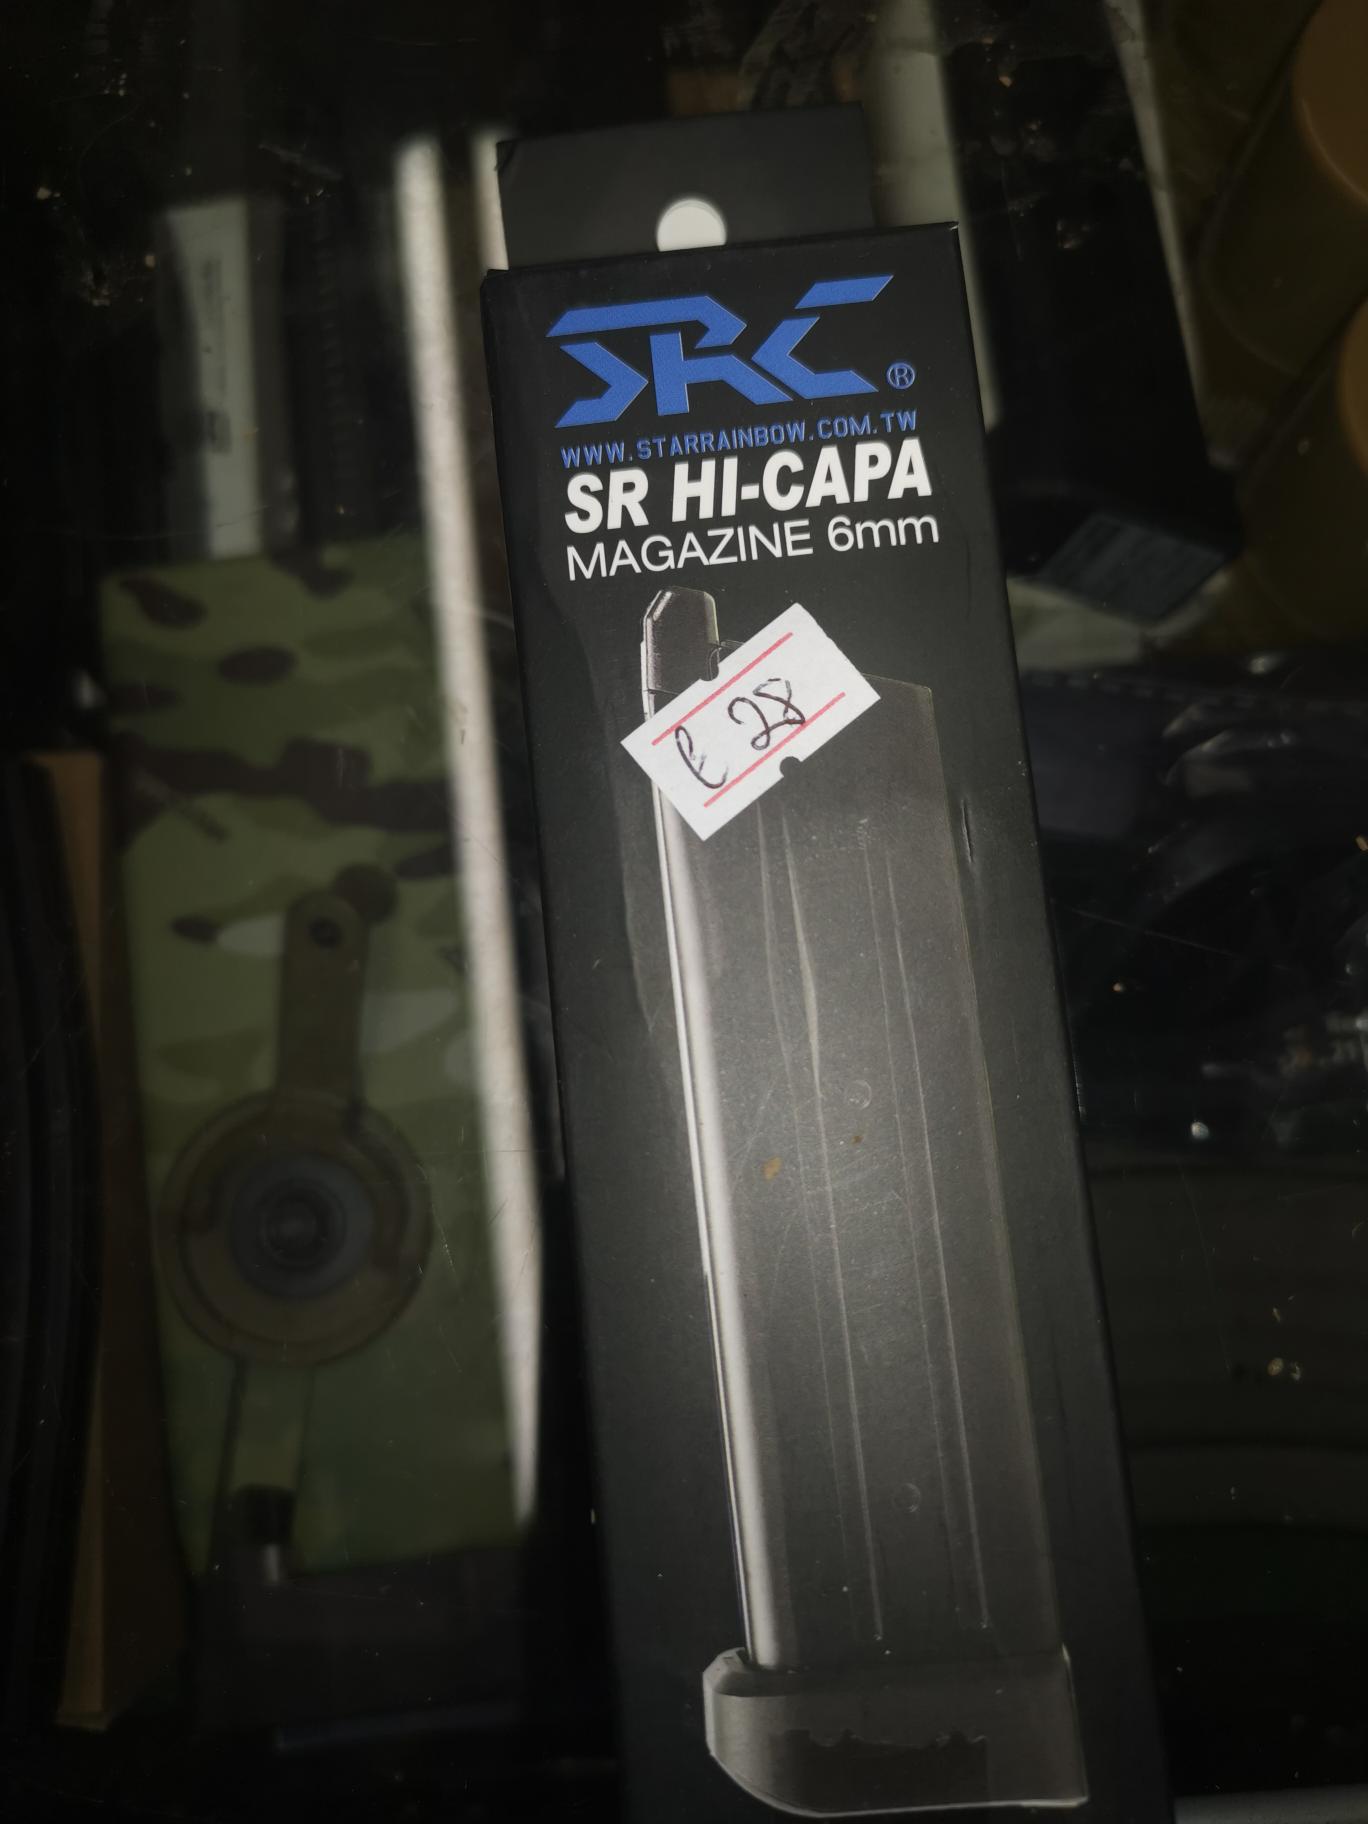 SRC®
WWW.STARRAINBOW.COM.TW
SR HI-CAPA
MAGAZINE 6mm
€ 28